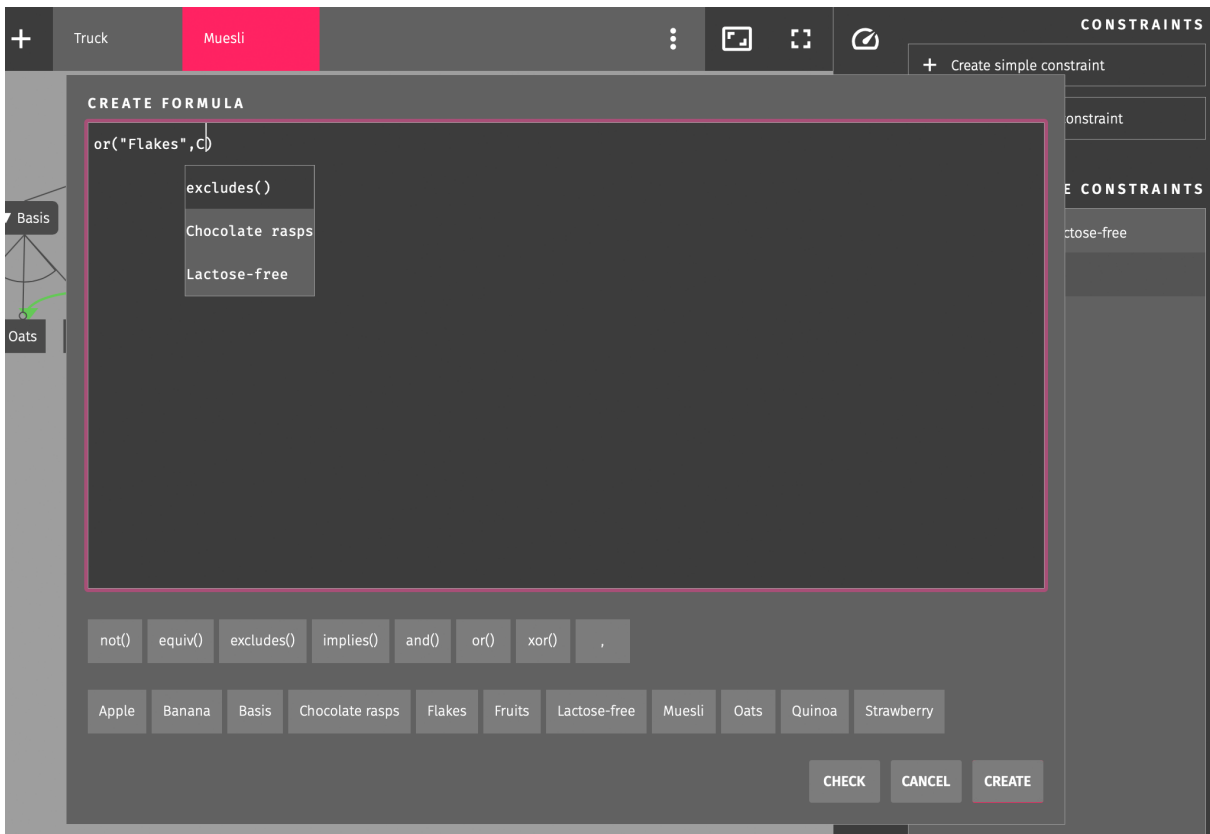 + Truck Muesli
CONSTRAINTS
+ Create simple constraint
onstraint
E CONSTRAINTS
ctose-free
Basis
Oats
CREATE FORMULA
or("Flakes",C)
excludes()
Chocolate rasps
Lactose-free
not() equiv() excludes() implies() and() or() xor() ,
Apple Banana Basis Chocolate rasps Flakes Fruits Lactose-free Muesli Oats Quinoa Strawberry
CHECK CANCEL CREATE